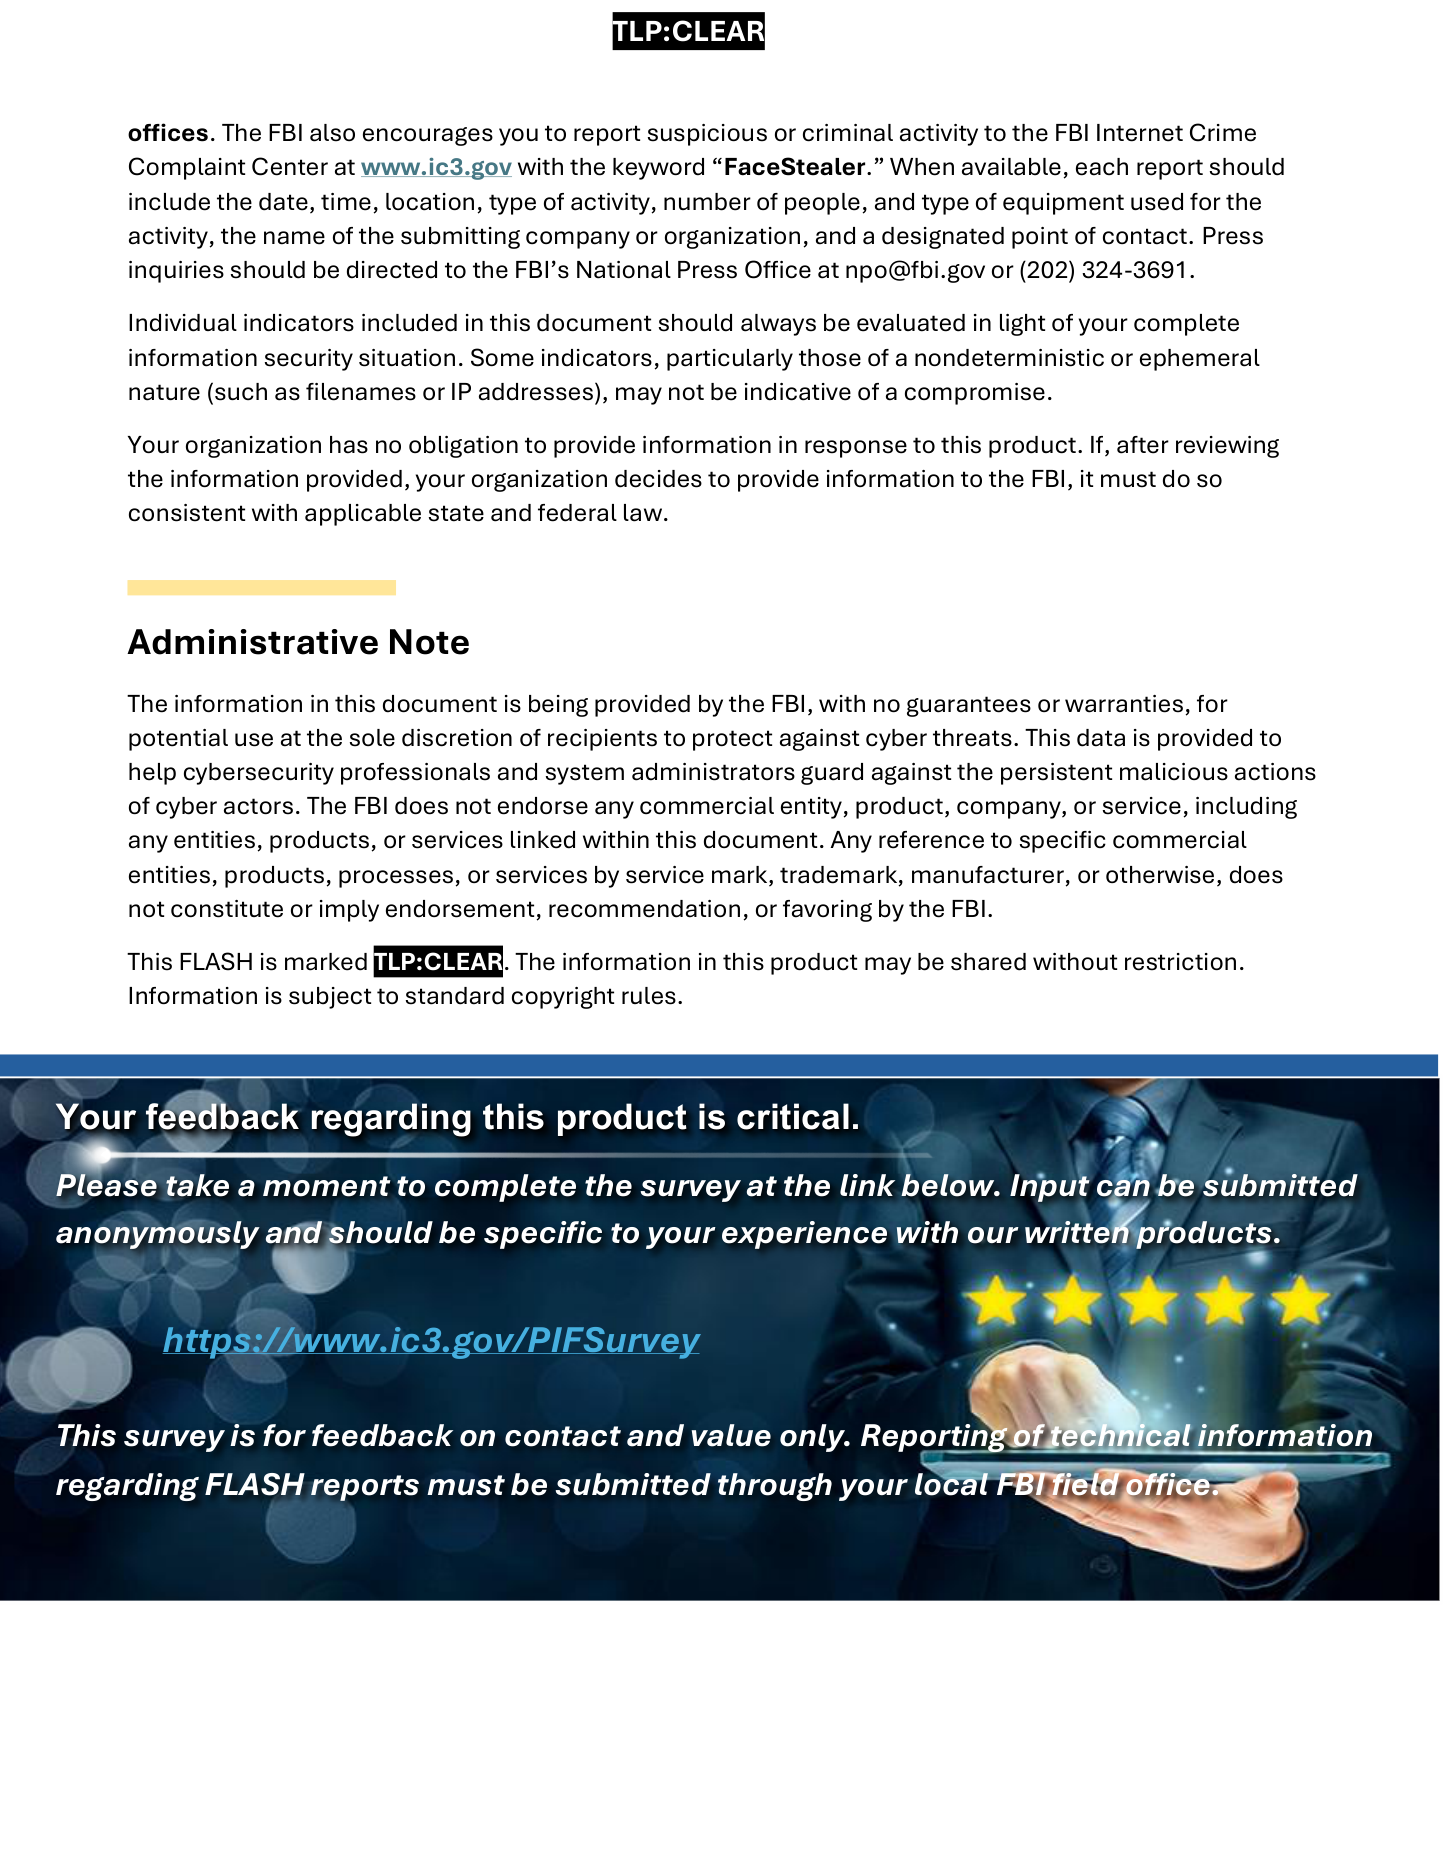 TLP:CLEAR
offices. The FBI also encourages you to report suspicious or criminal activity to the FBI Internet Crime
Complaint Center at www.ic3.gov with the keyword “FaceStealer.” When available, each report should
include the date, time, location, type of activity, number of people, and type of equipment used for the
activity, the name of the submitting company or organization, and a designated point of contact. Press
inquiries should be directed to the FBI’s National Press Office at npo@fbi.gov or (202) 324-3691.
Individual indicators included in this document should always be evaluated in light of your complete
information security situation. Some indicators, particularly those of a nondeterministic or ephemeral
nature (such as filenames or IP addresses), may not be indicative of a compromise.
Your organization has no obligation to provide information in response to this product. If, after reviewing
the information provided, your organization decides to provide information to the FBI, it must do so
consistent with applicable state and federal law.
Administrative Note
The information in this document is being provided by the FBI, with no guarantees or warranties, for
potential use at the sole discretion of recipients to protect against cyber threats. This data is provided to
help cybersecurity professionals and system administrators guard against the persistent malicious actions
of cyber actors. The FBI does not endorse any commercial entity, product, company, or service, including
any entities, products, or services linked within this document. Any reference to specific commercial
entities, products, processes, or services by service mark, trademark, manufacturer, or otherwise, does
not constitute or imply endorsement, recommendation, or favoring by the FBI.
This FLASH is marked TLP:CLEAR. The information in this product may be shared without restriction.
Information is subject to standard copyright rules.
Your feedback regarding this product is critical.
Please take a moment to complete the survey at the link below. Input can be submitted
anonymously and should be specific to your experience with our written products.
https://www.ic3.gov/PIFSurvey
This survey is for feedback on contact and value only. Reporting of technical information
regarding FLASH reports must be submitted through your local FBI field office.